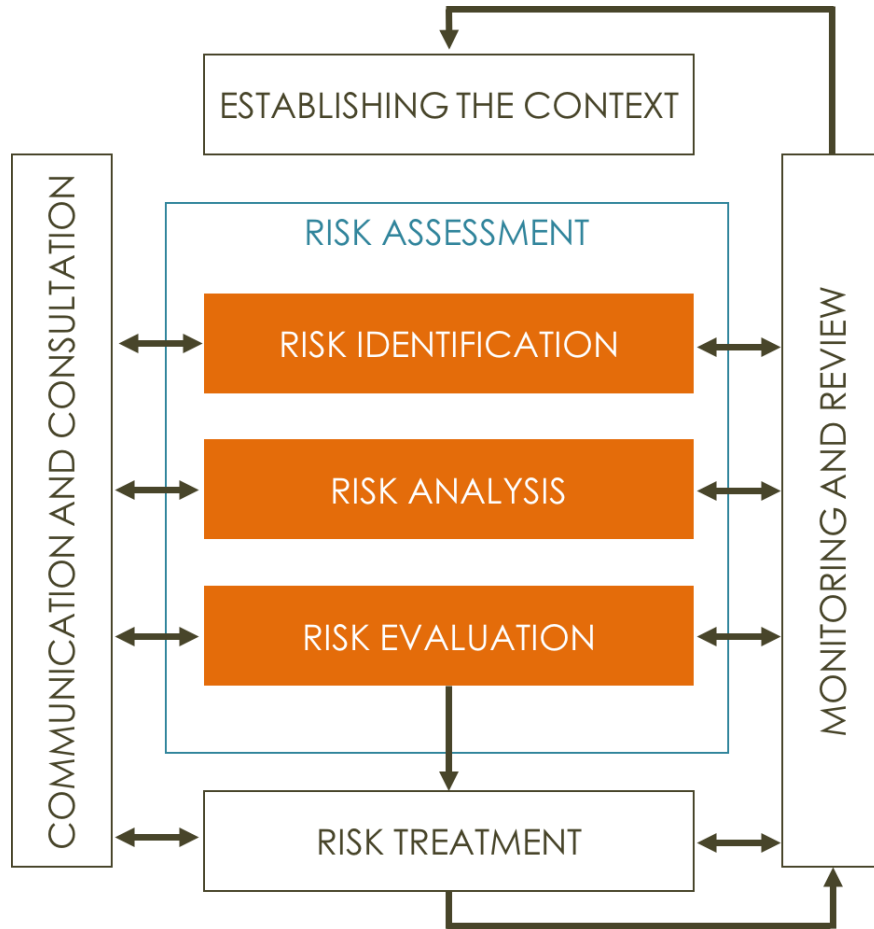 ESTABLISHING THE CONTEXT
COMMUNICATION AND CONSULTATION
RISK ASSESSMENT
RISK IDENTIFICATION
RISK ANALYSIS
RISK EVALUATION
RISK TREATMENT
MONITORING AND REVIEW